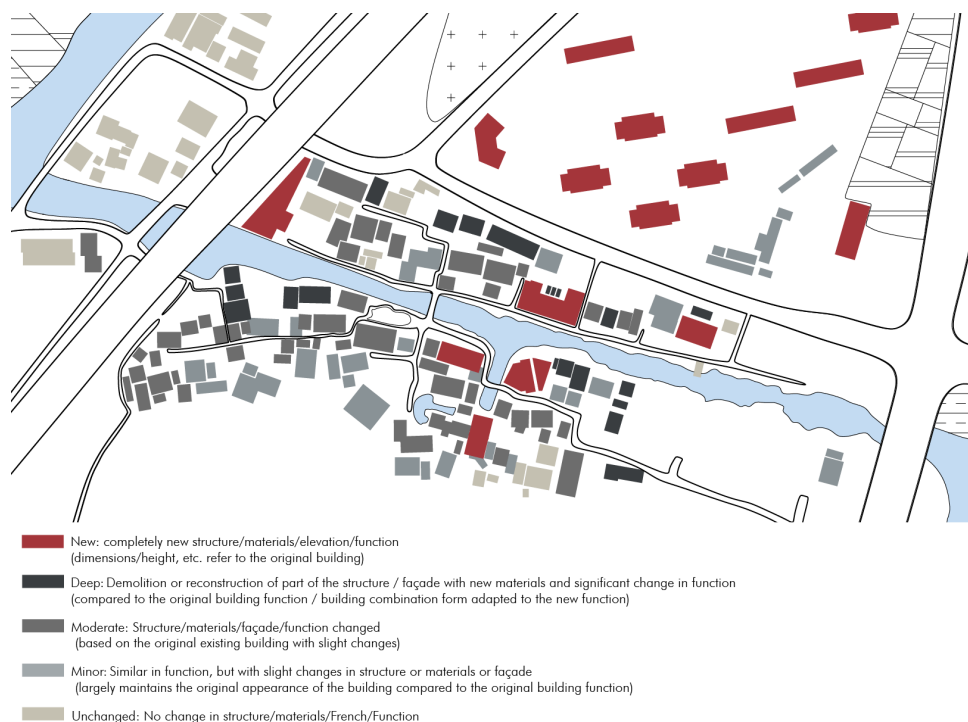 New: completely new structure/materials/elevation/function
(dimensions/height, etc. refer to the original building)
Deep: Demolition or reconstruction of part of the structure / façade with new materials and significant change in function
(compared to the original building function / building combination form adapted to the new function)
Moderate: Structure/materials/façade/function changed
(based on the original existing building with slight changes)
Minor: Similar in function, but with slight changes in structure or materials or façade
(largely maintains the original appearance of the building compared to the original building function)
Unchanged: No change in structure/materials/French/Function